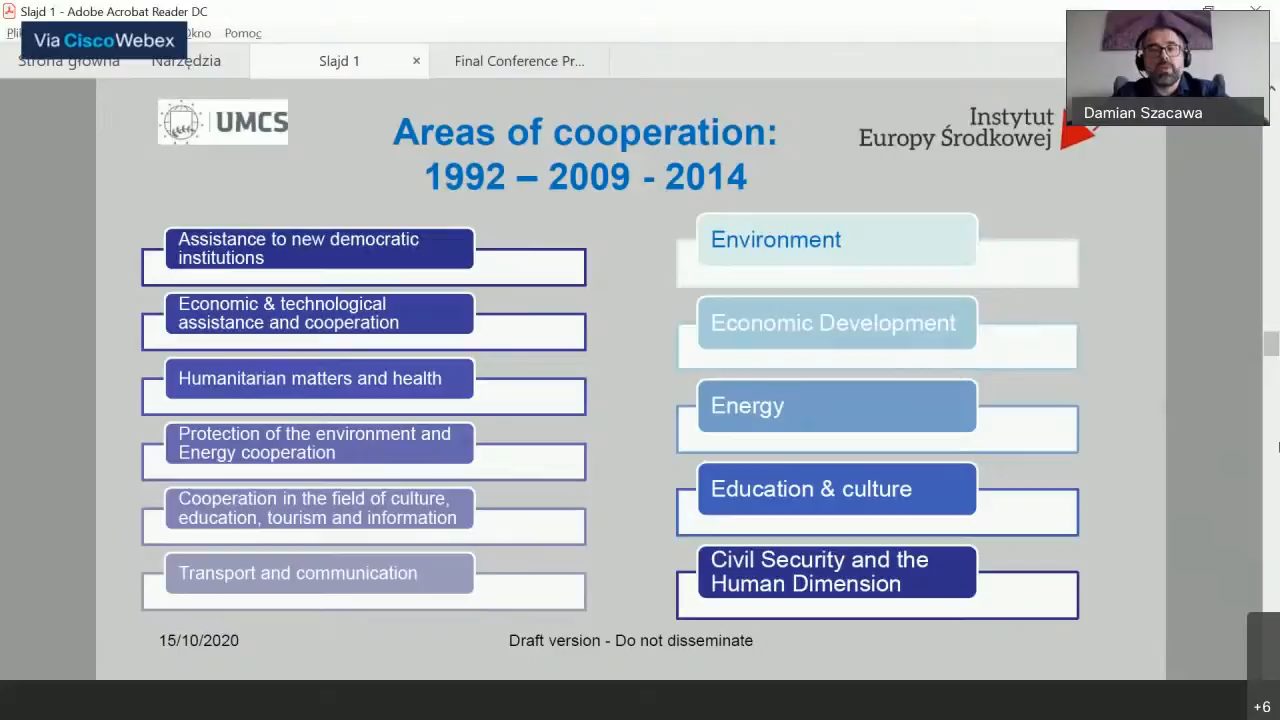 Slajd 1 - Adobe Acrobat Reader DC
Via CiscoWebex
Okno Pomoc
Strona główna Narzędzia Slajd 1 × Final Conference Pr...
Damian Szacawa
UMCS
Instytut
Europy Środkowej
Areas of cooperation:
1992 – 2009 - 2014
Assistance to new democratic
institutions
Economic & technological
assistance and cooperation
Humanitarian matters and health
Protection of the environment and
Energy cooperation
Cooperation in the field of culture,
education, tourism and information
Transport and communication
Environment
Economic Development
Energy
Education & culture
Civil Security and the
Human Dimension
15/10/2020
Draft version - Do not disseminate
+6